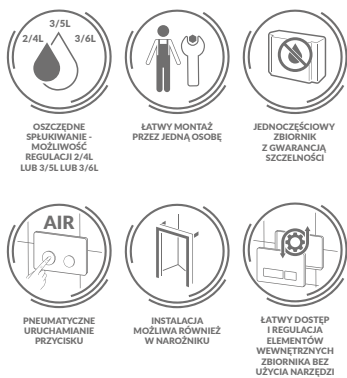 3/5L
2/4L
3/6L
OSZCZĘDNE
SPŁUKIWANIE -
MOŻLIWOŚĆ
REGULACJI 2/4L
LUB 3/5L LUB 3/6L
ŁATWY MONTAŻ
PRZEZ JEDNĄ OSOBĘ
JEDNOCZĘŚCIOWY
ZBIORNIK
Z GWARANCJĄ
SZCZELNOŚCI
AIR
PNEUMATYCZNE
URUCHAMIANIE
PRZYCISKU
INSTALACJA
MOŻLIWA RÓWNIEŻ
W NAROŻNIKU
ŁATWY DOSTĘP
I REGULACJA
ELEMENTÓW
WEWNĘTRZNYCH
ZBIORNIKA BEZ
UŻYCIA NARZĘDZI